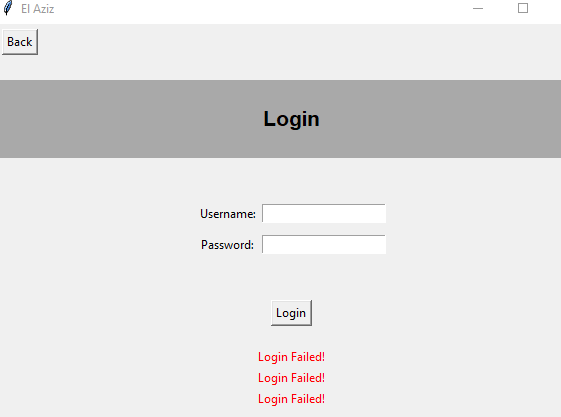 El Aziz
Back
Login
Username:
Password:
Login
Login Failed!
Login Failed!
Login Failed!